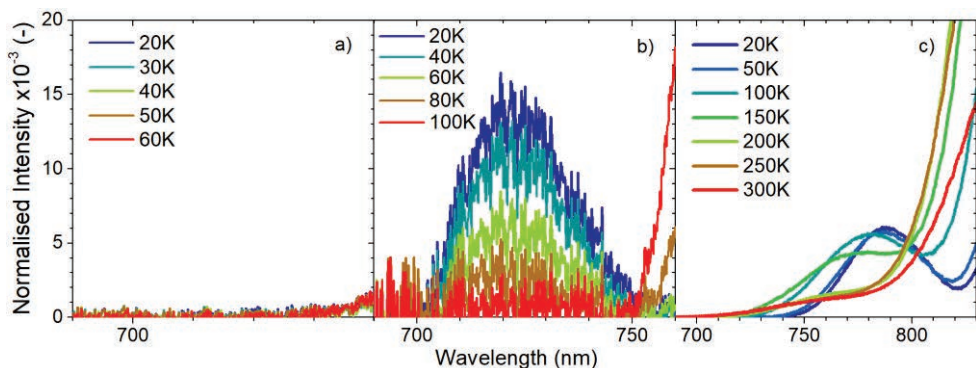 Normalised Intensity x10-3 (-)
20
15
10
5
0
a)
20K
30K
40K
50K
60K
b)
20K
40K
60K
80K
100K
c)
20K
50K
100K
150K
200K
250K
300K
700
700
750
700
750
800
Wavelength (nm)